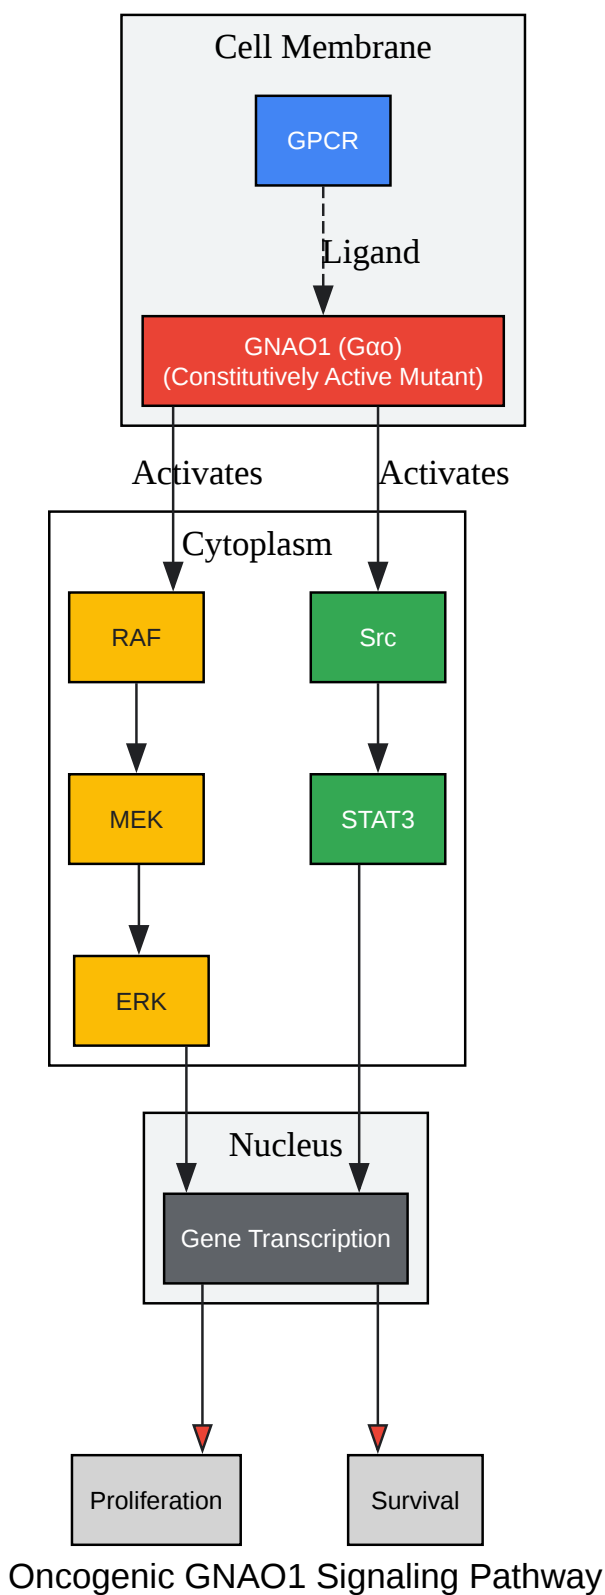 Cell Membrane
GPCR
Ligand
GNAO1 (Gαo)
(Constitutively Active Mutant)
Activates
Activates
Cytoplasm
RAF
Src
MEK
STAT3
ERK
Nucleus
Gene Transcription
Proliferation
Survival
Oncogenic GNAO1 Signaling Pathway